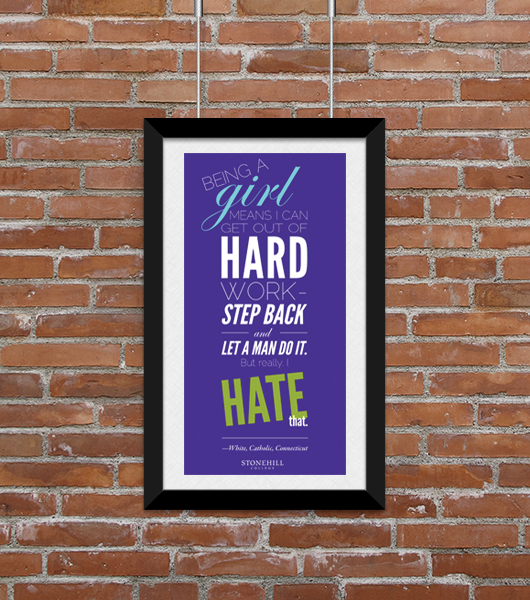 BEING A
girl
MEANS I CAN
GET OUT OF
HARD
WORK-
STEP BACK
and
LET A MAN DO IT.
But really, I
HATE
that.
—White, Catholic, Connecticut
STONEHILL
COLLEGE